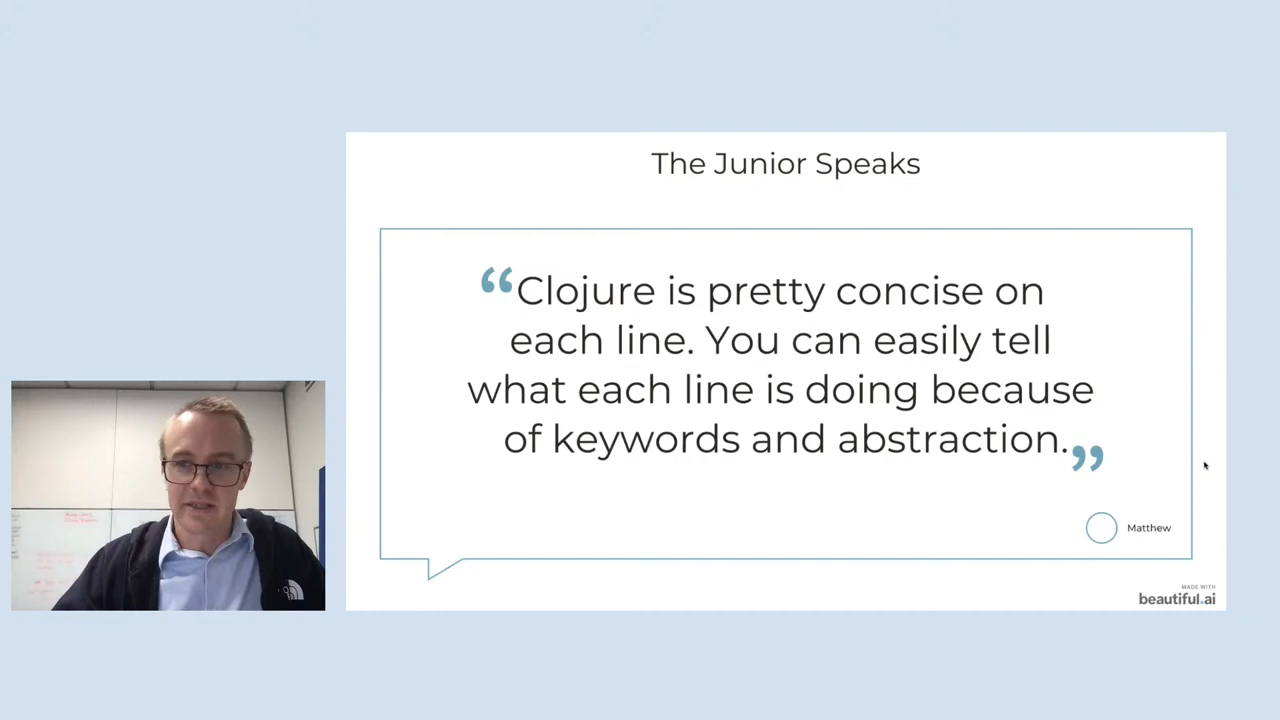 The Junior Speaks
“Clojure is pretty concise on
each line. You can easily tell
what each line is doing because
of keywords and abstraction.”
Matthew
MADE WITH
beautiful.ai